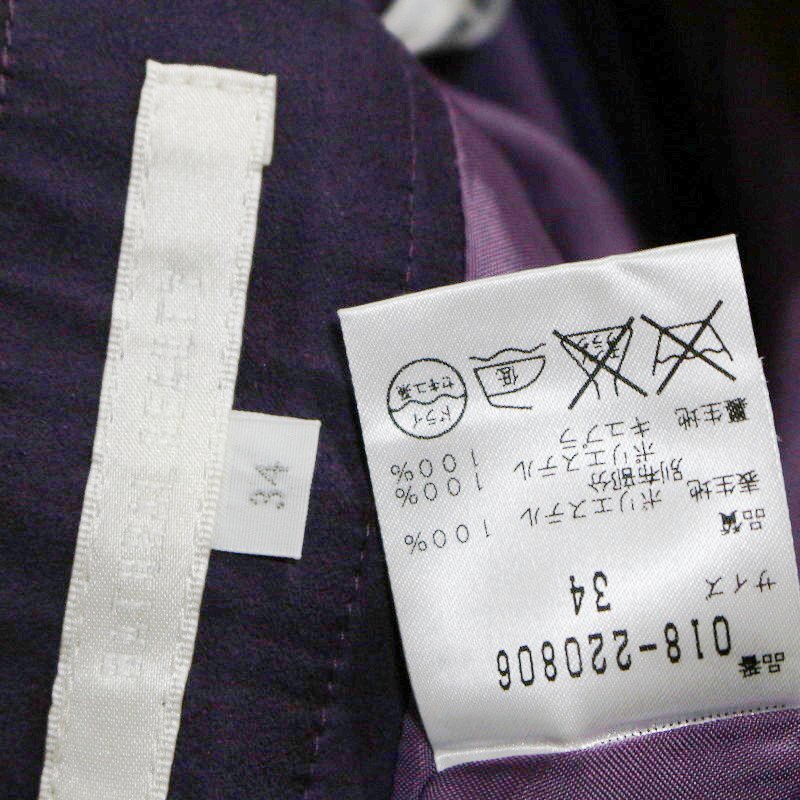 34
品番 018-220806
サイズ 34
品質
表生地 ポリエステル 100%
別布部分
ポリエステル 100%
裏生地 キュプラ 100%
低
ドライ
セキユ系